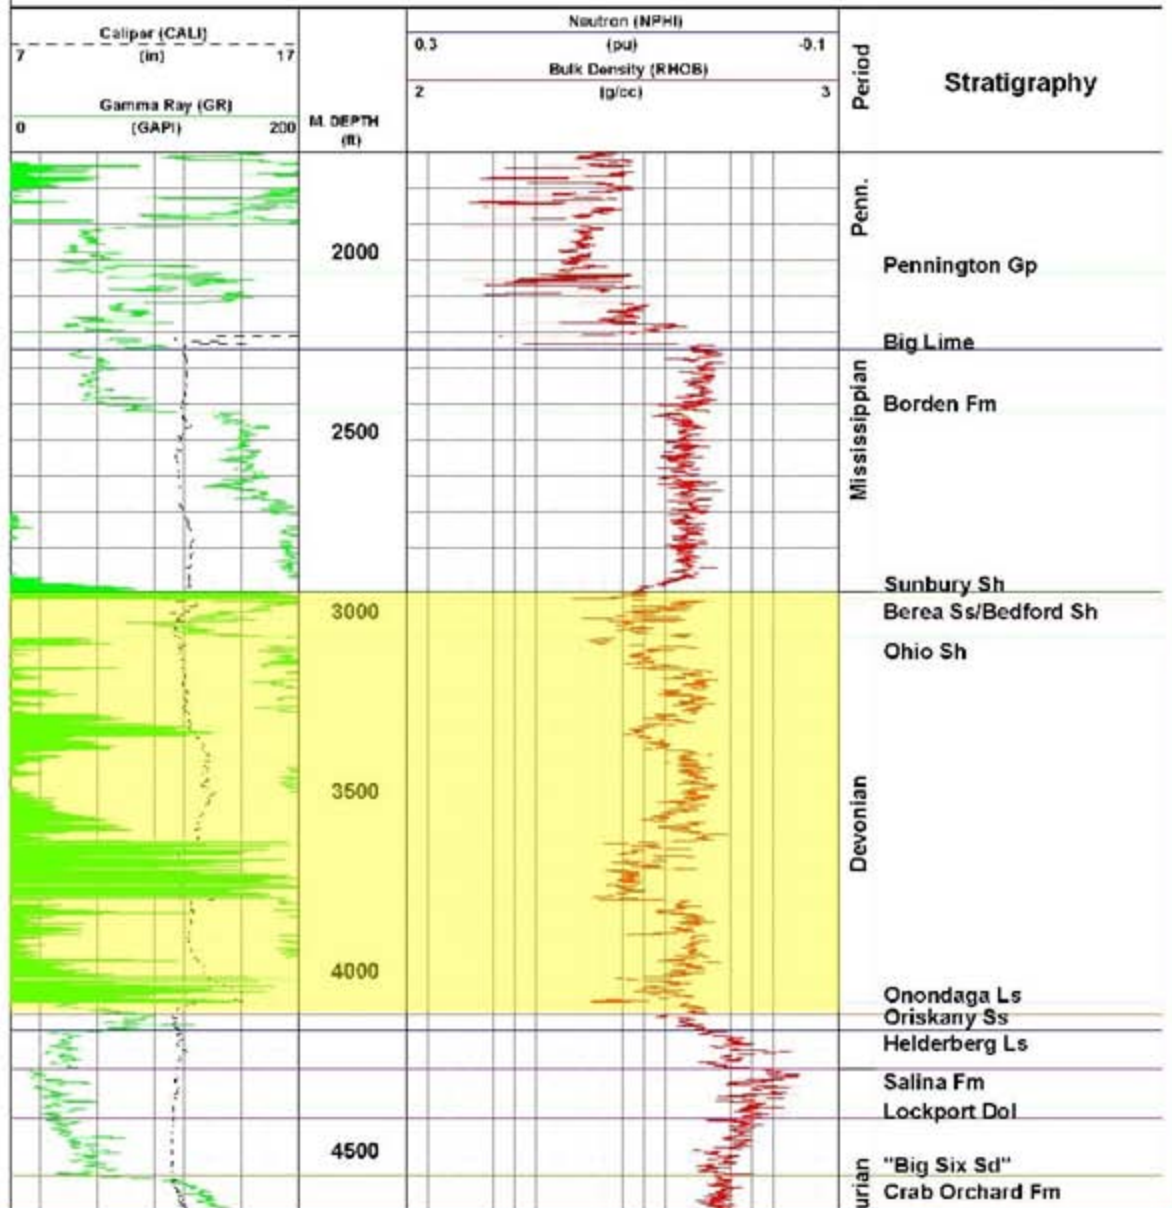 Caliper (CALI)
7 (in) 17
Gamma Ray (GR)
0 (GAPI) 200
M. DEPTH
(ft)
Neutron (NPHI)
0.3 (pu) -0.1
Bulk Density (RHOB)
2 (g/cc) 3
Period
Stratigraphy
Penn.
2000
Pennington Gp
Big Lime
Mississippian
Borden Fm
2500
Sunbury Sh
3000
Berea Ss/Bedford Sh
Ohio Sh
3500
Devonian
4000
Onondaga Ls
Oriskany Ss
Helderberg Ls
Salina Fm
Lockport Dol
4500
"Big Six Sd"
urian
Crab Orchard Fm